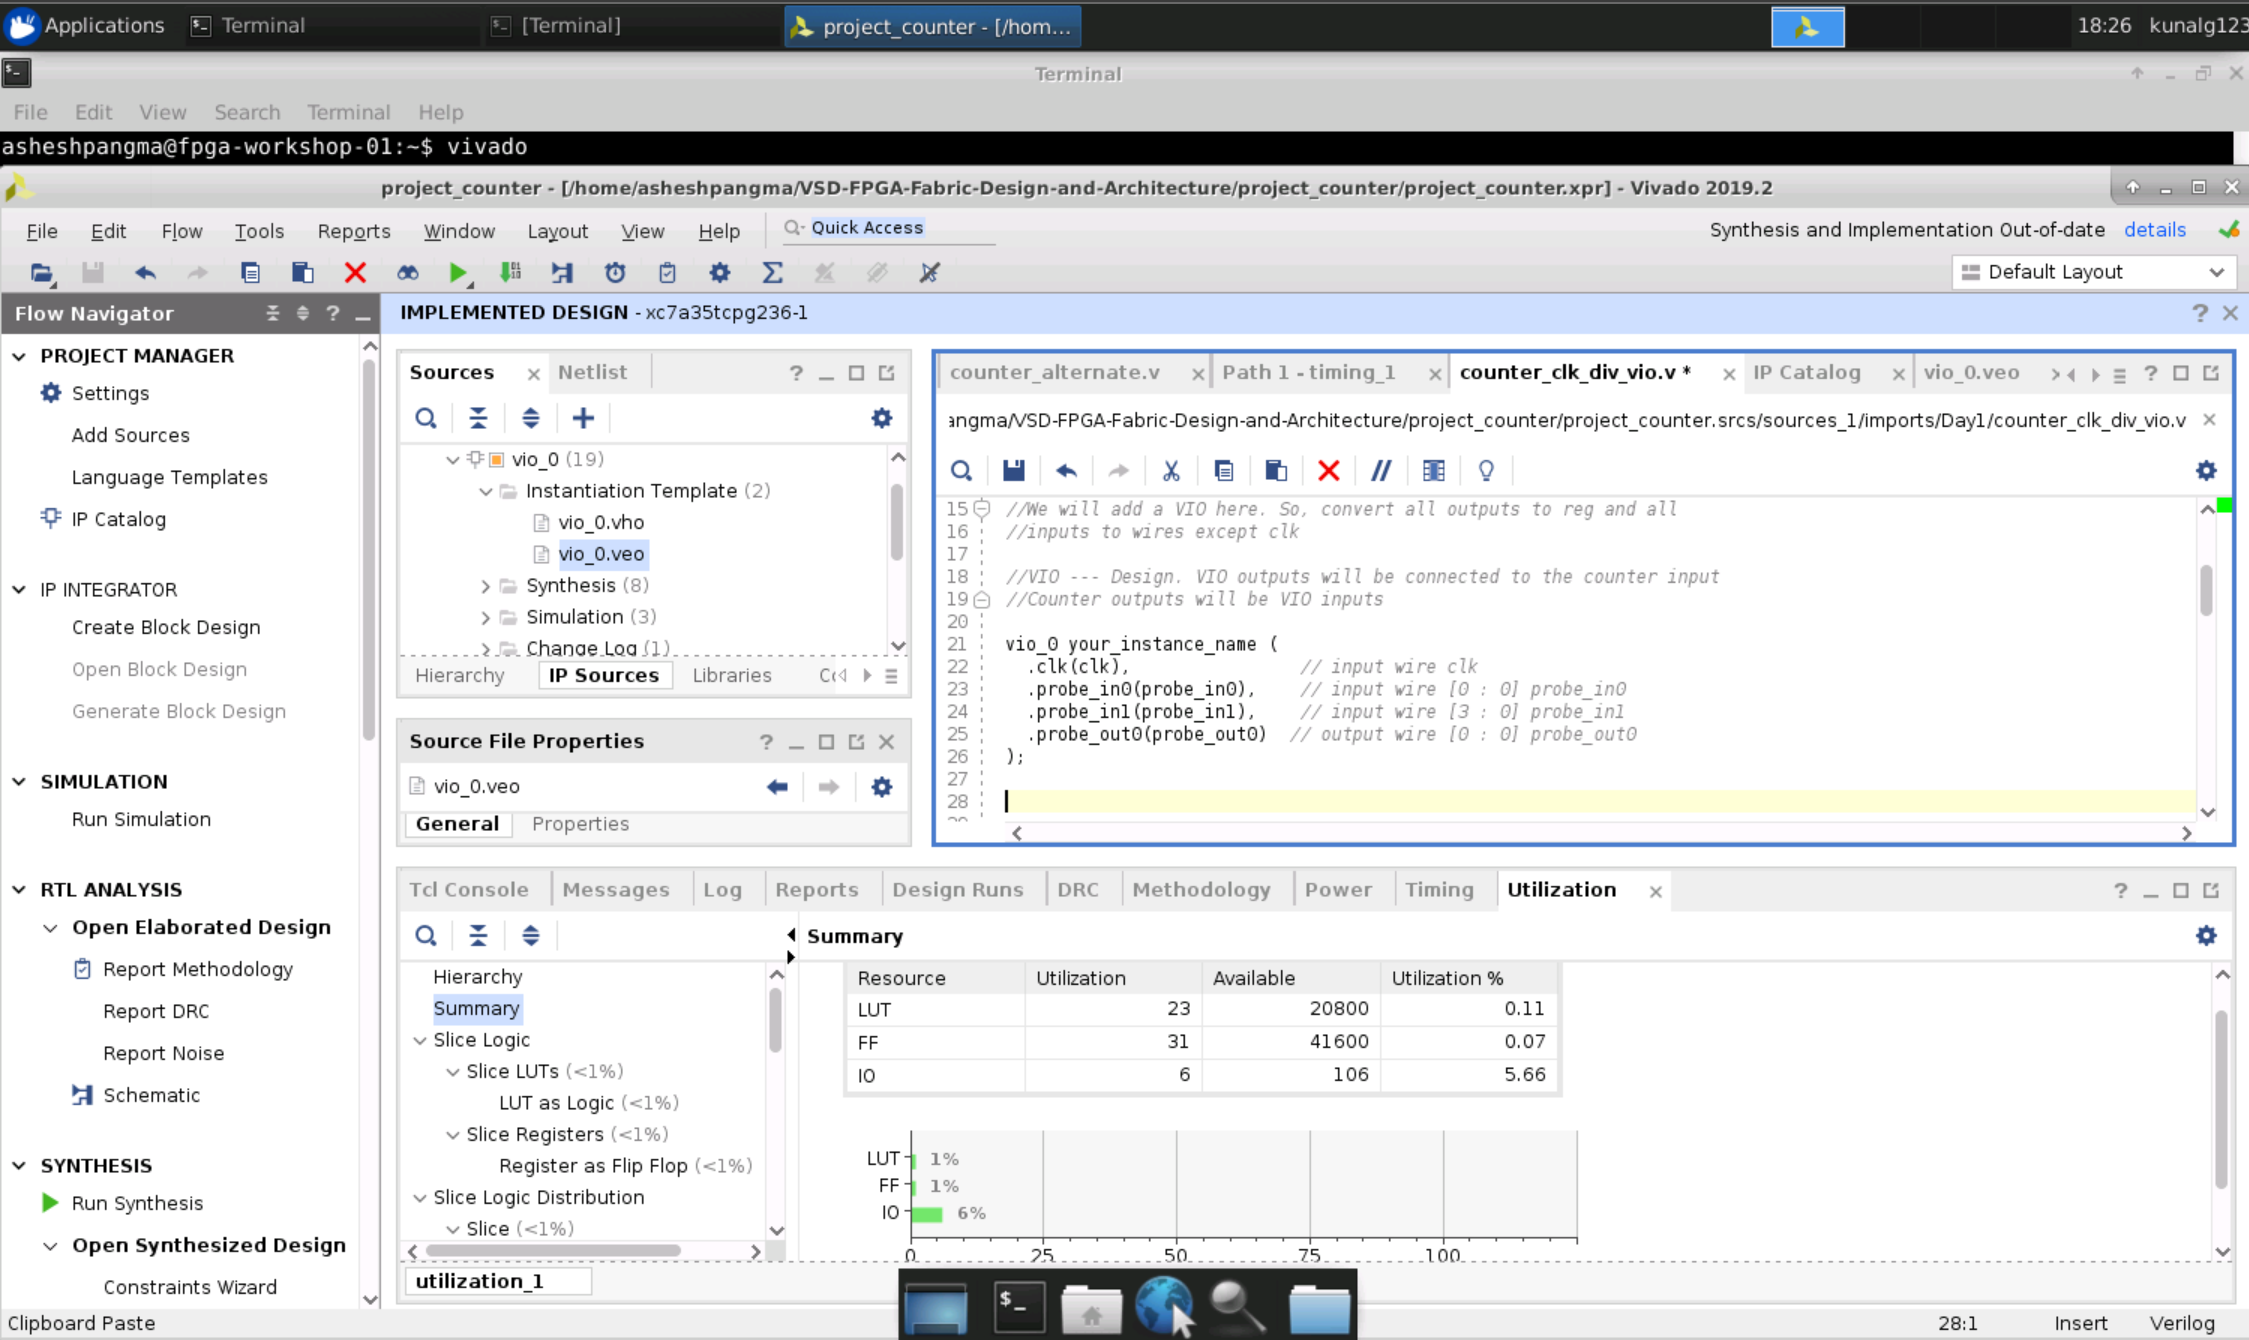 Applications Terminal [Terminal] project_counter - [/hom... 18:26 kunalg123
Terminal
File Edit View Search Terminal Help
asheshpangma@fpga-workshop-01:~$ vivado
project_counter - [/home/asheshpangma/VSD-FPGA-Fabric-Design-and-Architecture/project_counter/project_counter.xpr] - Vivado 2019.2
File Edit Flow Tools Reports Window Layout View Help Quick Access Synthesis and Implementation Out-of-date details
Default Layout
Flow Navigator
IMPLEMENTED DESIGN - xc7a35tcpg236-1
PROJECT MANAGER
Settings
Add Sources
Language Templates
IP Catalog
IP INTEGRATOR
Create Block Design
Open Block Design
Generate Block Design
SIMULATION
Run Simulation
RTL ANALYSIS
Open Elaborated Design
Report Methodology
Report DRC
Report Noise
Schematic
SYNTHESIS
Run Synthesis
Open Synthesized Design
Constraints Wizard
Sources Netlist
vio_0 (19)
Instantiation Template (2)
vio_0.vho
vio_0.veo
Synthesis (8)
Simulation (3)
Change Log (1)
Hierarchy IP Sources Libraries
Source File Properties
vio_0.veo
General Properties
counter_alternate.v Path 1 - timing_1 counter_clk_div_vio.v * IP Catalog vio_0.veo
angma/VSD-FPGA-Fabric-Design-and-Architecture/project_counter/project_counter.srcs/sources_1/imports/Day1/counter_clk_div_vio.v
15 //We will add a VIO here. So, convert all outputs to reg and all
16 //inputs to wires except clk
17
18 //VIO --- Design. VIO outputs will be connected to the counter input
19 //Counter outputs will be VIO inputs
20
21 vio_0 your_instance_name (
22 .clk(clk), // input wire clk
23 .probe_in0(probe_in0), // input wire [0 : 0] probe_in0
24 .probe_in1(probe_in1), // input wire [3 : 0] probe_in1
25 .probe_out0(probe_out0) // output wire [0 : 0] probe_out0
26 );
27
28
Tcl Console Messages Log Reports Design Runs DRC Methodology Power Timing Utilization
Hierarchy
Summary
Slice Logic
Slice LUTs (<1%)
LUT as Logic (<1%)
Slice Registers (<1%)
Register as Flip Flop (<1%)
Slice Logic Distribution
Slice (<1%)
utilization_1
Summary
Resource Utilization Available Utilization %
LUT 23 20800 0.11
FF 31 41600 0.07
IO 6 106 5.66
LUT 1%
FF 1%
IO 6%
0 25 50 75 100
Clipboard Paste 28:1 Insert Verilog